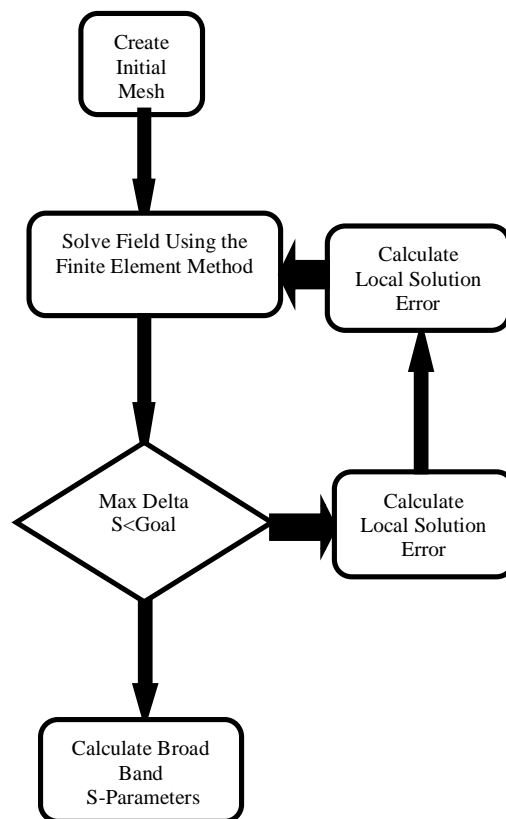 Create
Initial
Mesh
Solve Field Using the
Finite Element Method
Calculate
Local Solution
Error
Max Delta
S<Goal
Calculate
Local Solution
Error
Calculate Broad
Band
S-Parameters